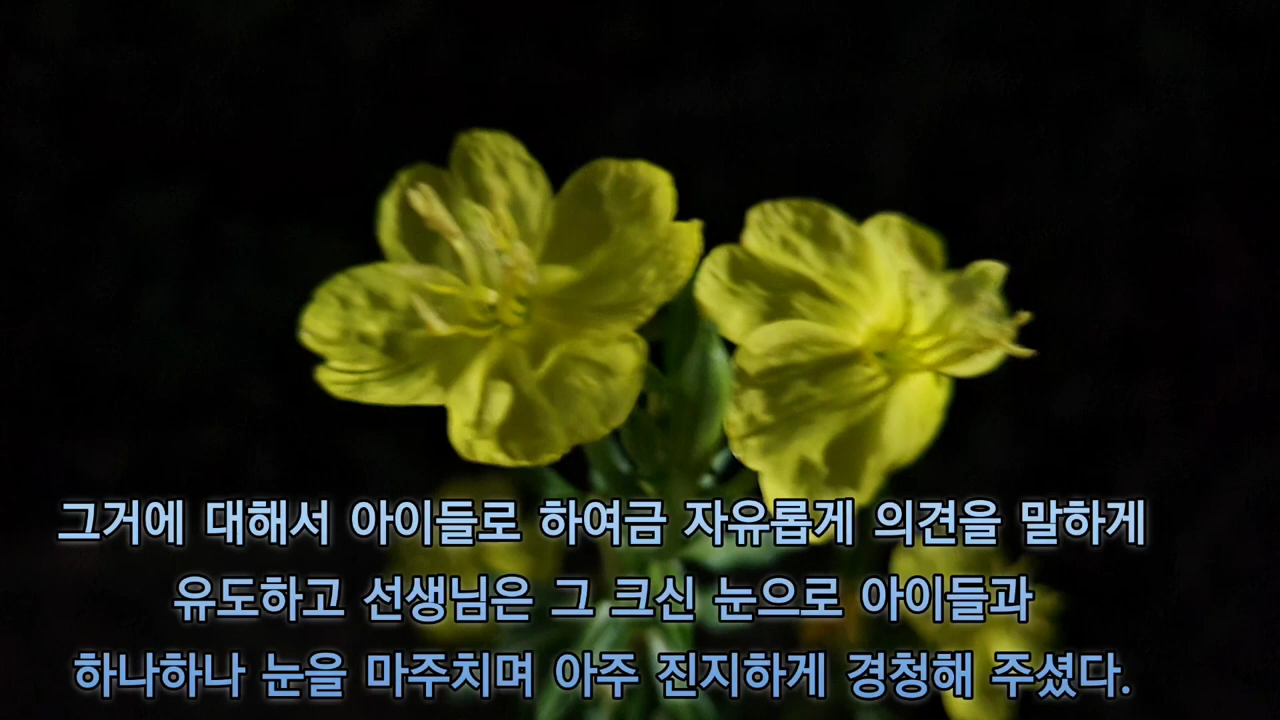 그거에 대해서 아이들로 하여금 자유롭게 의견을 말하게
유도하고 선생님은 그 크신 눈으로 아이들과
하나하나 눈을 마주치며 아주 진지하게 경청해 주셨다.